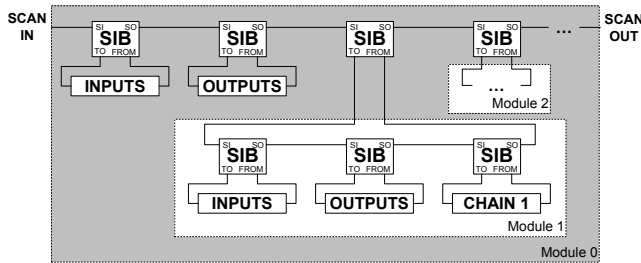 SCAN IN
SCAN OUT
SI SO
SIB
TO FROM
SI SO
SIB
TO FROM
SI SO
SIB
TO FROM
SI SO
SIB
TO FROM
...
INPUTS
OUTPUTS
...
Module 2
SI SO
SIB
TO FROM
SI SO
SIB
TO FROM
SI SO
SIB
TO FROM
INPUTS
OUTPUTS
CHAIN 1
Module 1
Module 0